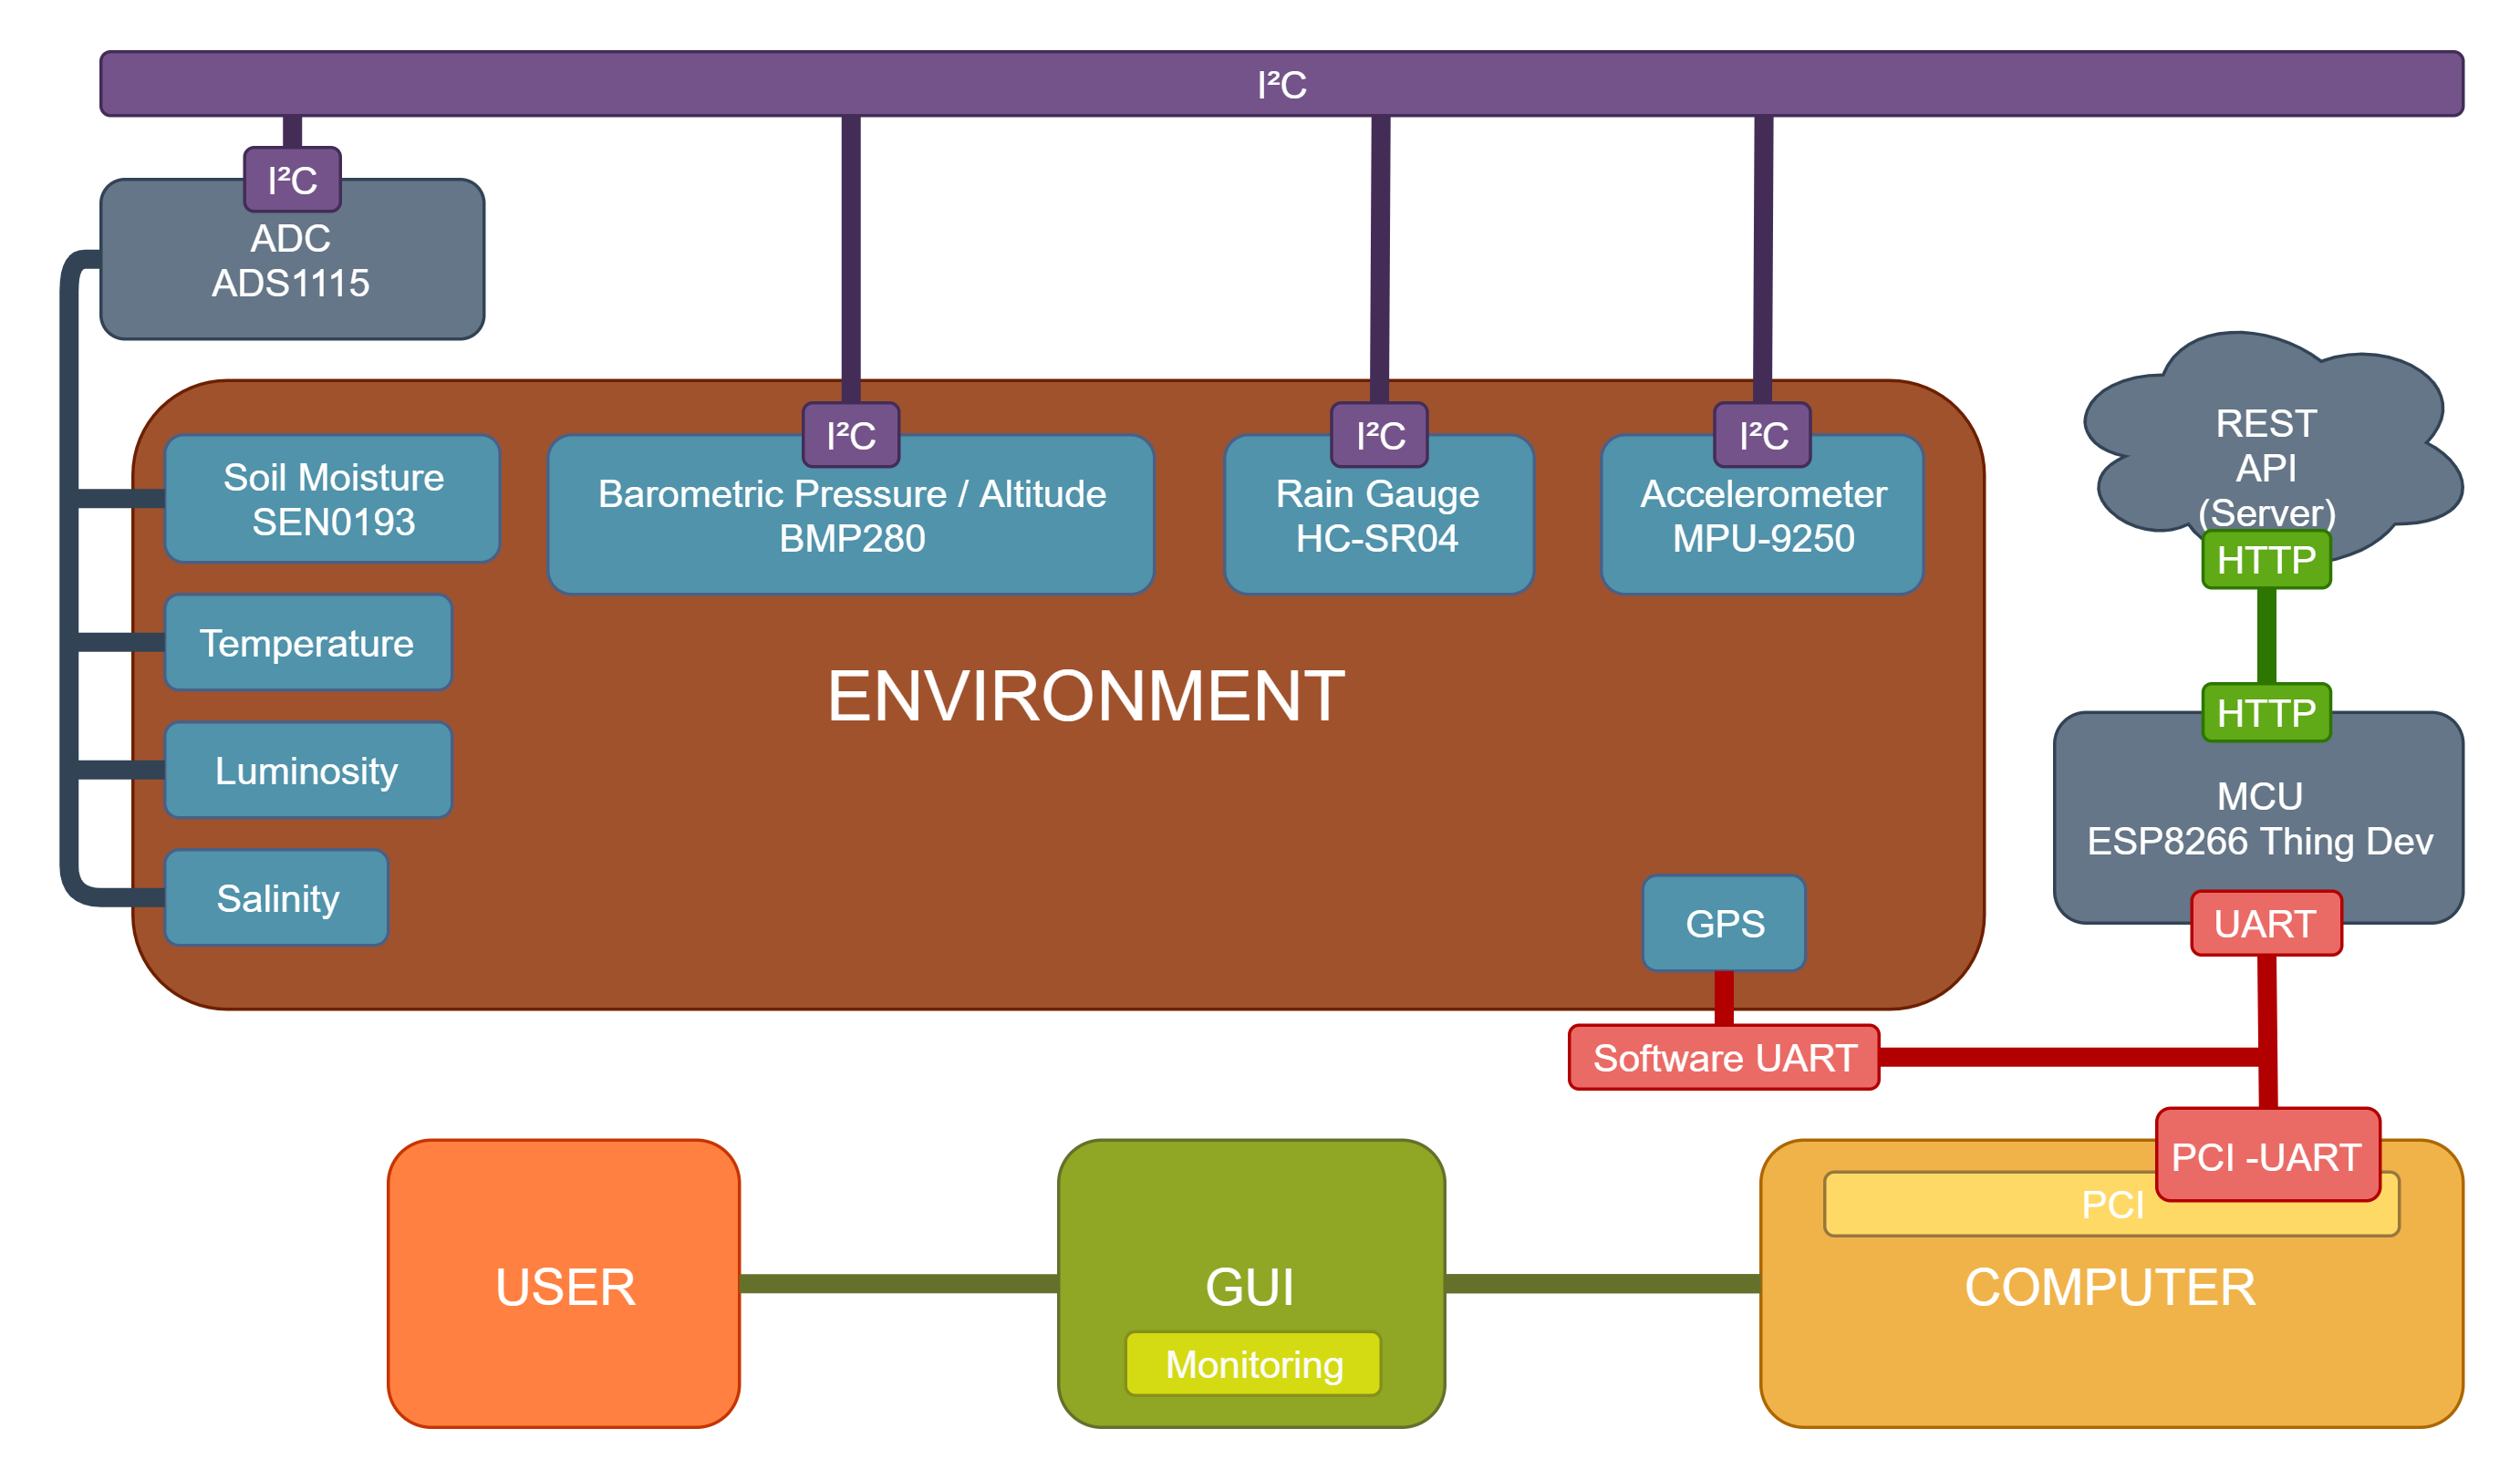 I²C
I²C
ADC
ADS1115
I²C
I²C
I²C
Soil Moisture
SEN0193
Barometric Pressure / Altitude
BMP280
Rain Gauge
HC-SR04
Accelerometer
MPU-9250
REST
API
(Server)
HTTP
Temperature
ENVIRONMENT
HTTP
Luminosity
MCU
ESP8266 Thing Dev
Salinity
GPS
UART
Software UART
PCI -UART
PCI
USER
GUI
COMPUTER
Monitoring